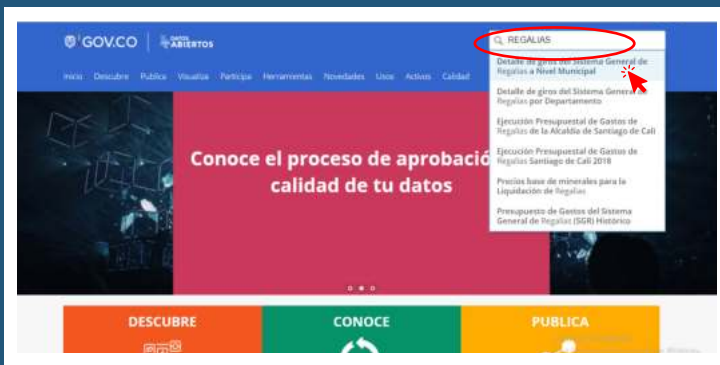 GOV.CO
DATOS
ABIERTOS
REGALIAS
Inicio Descubre Publica Visualiza Participa Herramientas Novedades Usos Activos Calidad
Detalle de giros del Sistema General de
Regalías a Nivel Municipal
Detalle de giros del Sistema General de
Regalías por Departamento
Ejecución Presupuestal de Gastos de
Regalías de la Alcaldía de Santiago de Cali
Ejecución Presupuestal de Gastos de
Regalías Santiago de Cali 2018
Precios base de minerales para la
Liquidación de Regalías
Presupuesto de Gastos del Sistema
General de Regalías (SGR) Histórico
Conoce el proceso de aprobació
calidad de tu datos
DESCUBRE CONOCE PUBLICA